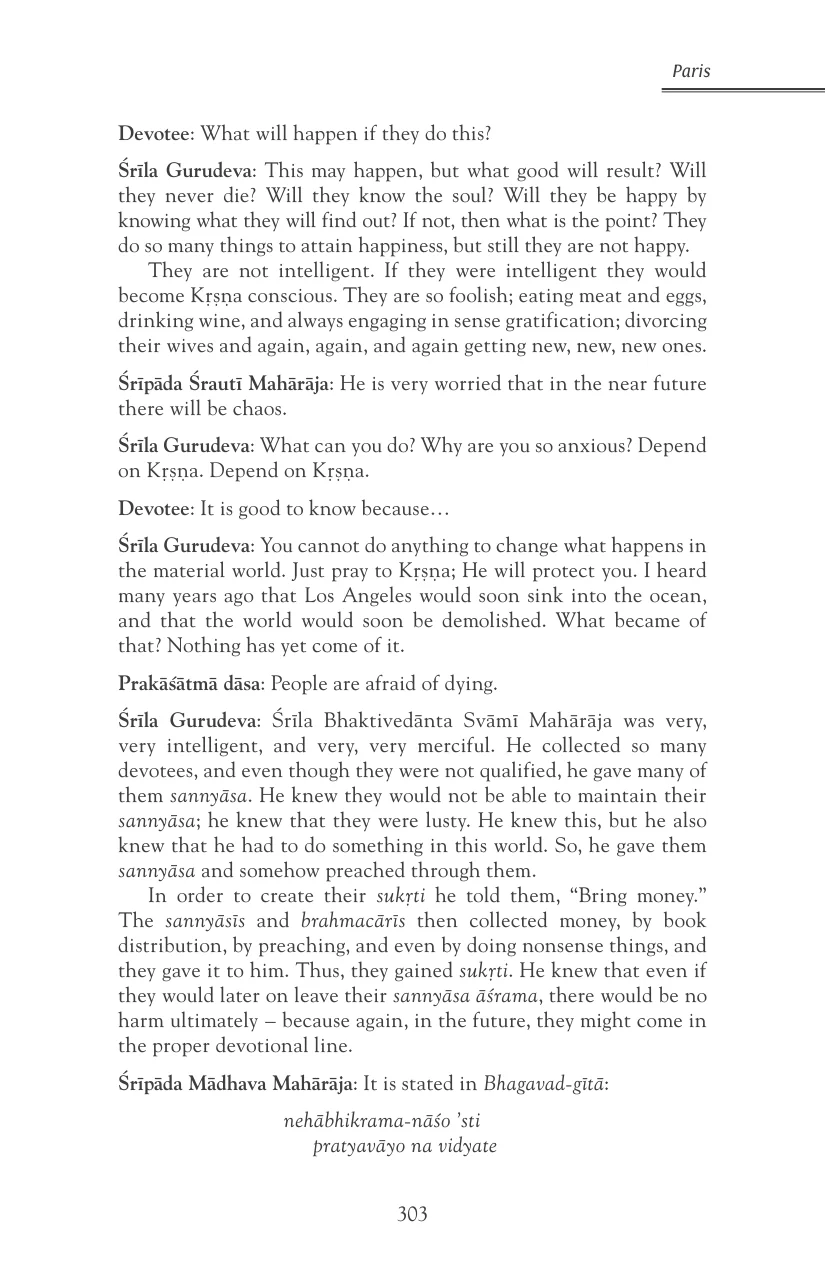 Paris
Devotee: What will happen if they do this?
Śrīla Gurudeva: This may happen, but what good will result? Will
they never die? Will they know the soul? Will they be happy by
knowing what they will find out? If not, then what is the point? They
do so many things to attain happiness, but still they are not happy.
They are not intelligent. If they were intelligent they would
become Kṛṣṇa conscious. They are so foolish; eating meat and eggs,
drinking wine, and always engaging in sense gratification; divorcing
their wives and again, again, and again getting new, new, new ones.
Śrīpāda Śrautī Mahārāja: He is very worried that in the near future
there will be chaos.
Śrīla Gurudeva: What can you do? Why are you so anxious? Depend
on Kṛṣṇa. Depend on Kṛṣṇa.
Devotee: It is good to know because…
Śrīla Gurudeva: You cannot do anything to change what happens in
the material world. Just pray to Kṛṣṇa; He will protect you. I heard
many years ago that Los Angeles would soon sink into the ocean,
and that the world would soon be demolished. What became of
that? Nothing has yet come of it.
Prakāśātmā dāsa: People are afraid of dying.
Śrīla Gurudeva: Śrīla Bhaktivedānta Svāmī Mahārāja was very,
very intelligent, and very, very merciful. He collected so many
devotees, and even though they were not qualified, he gave many of
them sannyāsa. He knew they would not be able to maintain their
sannyāsa; he knew that they were lusty. He knew this, but he also
knew that he had to do something in this world. So, he gave them
sannyāsa and somehow preached through them.
In order to create their sukṛti he told them, “Bring money.”
The sannyāsīs and brahmacārīs then collected money, by book
distribution, by preaching, and even by doing nonsense things, and
they gave it to him. Thus, they gained sukṛti. He knew that even if
they would later on leave their sannyāsa āśrama, there would be no
harm ultimately – because again, in the future, they might come in
the proper devotional line.
Śrīpāda Mādhava Mahārāja: It is stated in Bhagavad-gītā:
nehābhikrama-nāśo ’sti
pratyavāyo na vidyate
303